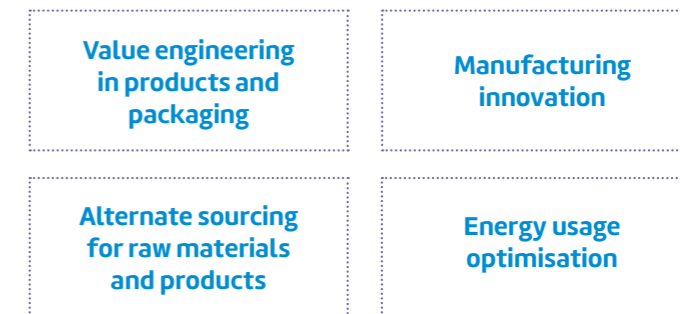 Value engineering
in products and
packaging
Manufacturing
innovation
Alternate sourcing
for raw materials
and products
Energy usage
optimisation